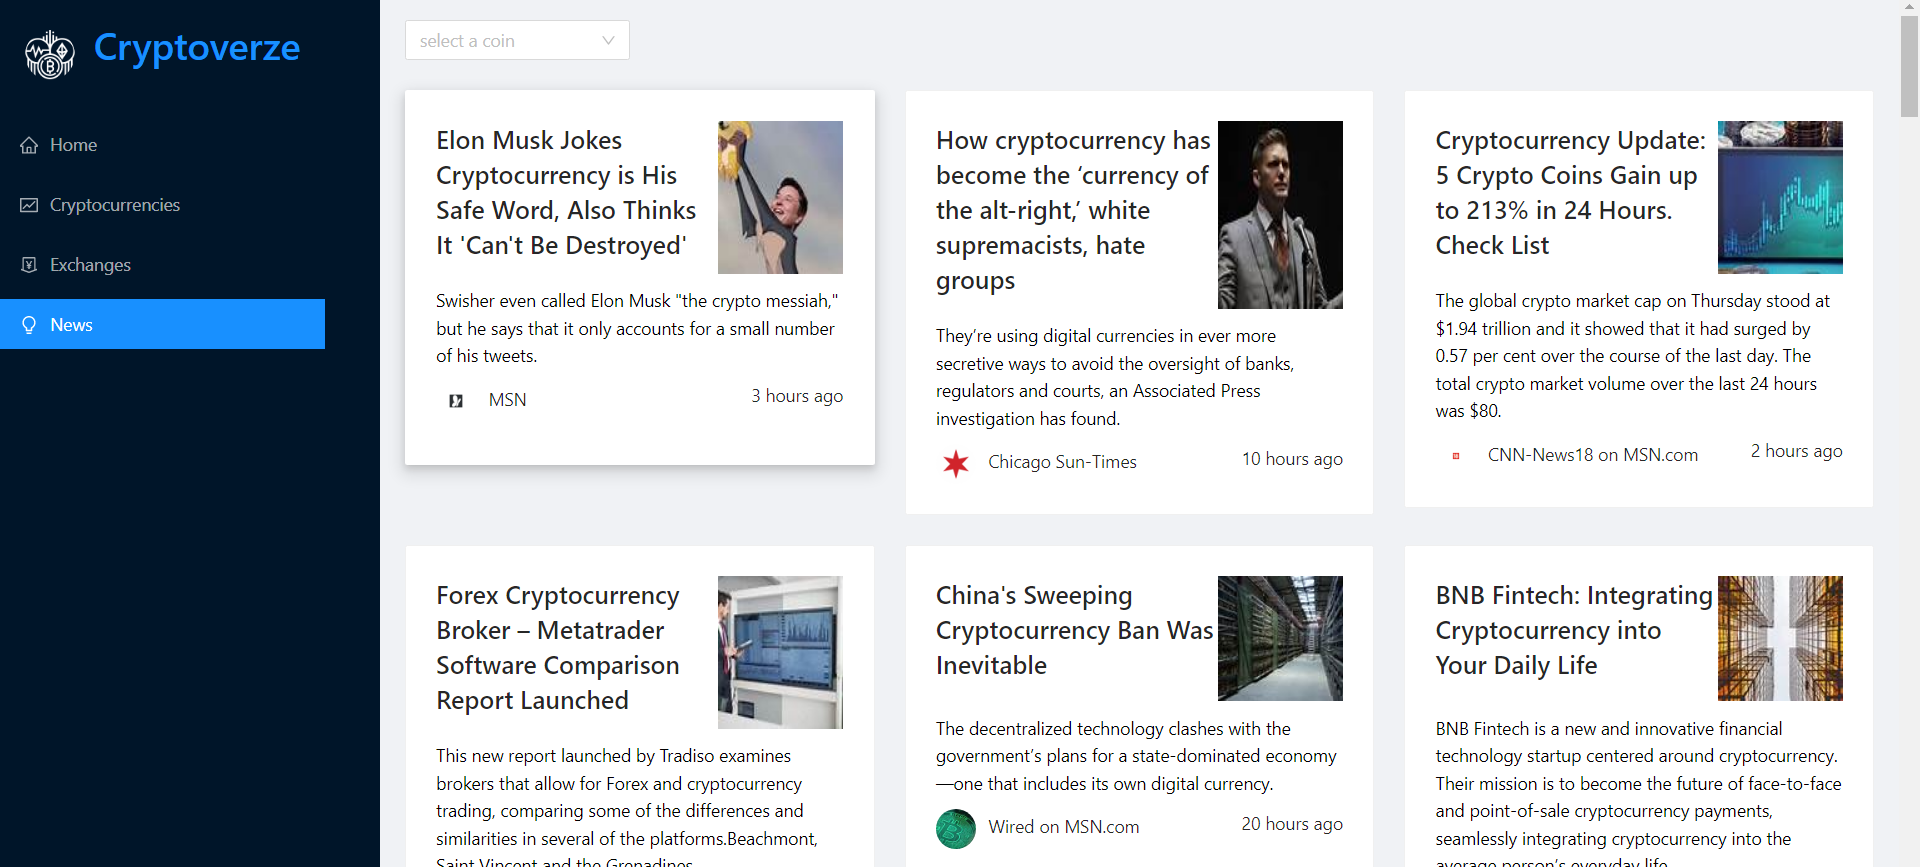 Cryptoverze
Home
Cryptocurrencies
Exchanges
News
select a coin
Elon Musk Jokes
Cryptocurrency is His
Safe Word, Also Thinks
It 'Can't Be Destroyed'
Swisher even called Elon Musk "the crypto messiah,"
but he says that it only accounts for a small number
of his tweets.
MSN
3 hours ago
How cryptocurrency has
become the ‘currency of
the alt-right,’ white
supremacists, hate
groups
They’re using digital currencies in ever more
secretive ways to avoid the oversight of banks,
regulators and courts, an Associated Press
investigation has found.
Chicago Sun-Times
10 hours ago
Cryptocurrency Update:
5 Crypto Coins Gain up
to 213% in 24 Hours.
Check List
The global crypto market cap on Thursday stood at
$1.94 trillion and it showed that it had surged by
0.57 per cent over the course of the last day. The
total crypto market volume over the last 24 hours
was $80.
CNN-News18 on MSN.com
2 hours ago
Forex Cryptocurrency
Broker – Metatrader
Software Comparison
Report Launched
This new report launched by Tradiso examines
brokers that allow for Forex and cryptocurrency
trading, comparing some of the differences and
similarities in several of the platforms.Beachmont,
Saint Vincent and the Grenadines
China's Sweeping
Cryptocurrency Ban Was
Inevitable
The decentralized technology clashes with the
government’s plans for a state-dominated economy
—one that includes its own digital currency.
Wired on MSN.com
20 hours ago
BNB Fintech: Integrating
Cryptocurrency into
Your Daily Life
BNB Fintech is a new and innovative financial
technology startup centered around cryptocurrency.
Their mission is to become the future of face-to-face
and point-of-sale cryptocurrency payments,
seamlessly integrating cryptocurrency into the
average person’s everyday life